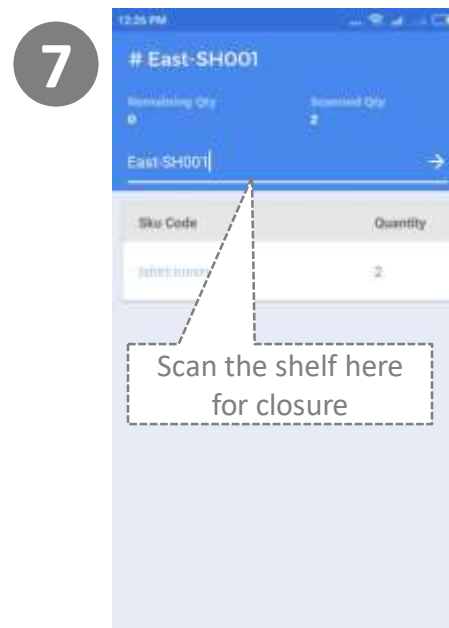 7
12:26 PM
# East-SH001
Remaining Qty
Scanned Qty
0
2
East-SH001
Sku Code
Quantity
2
Scan the shelf here
for closure